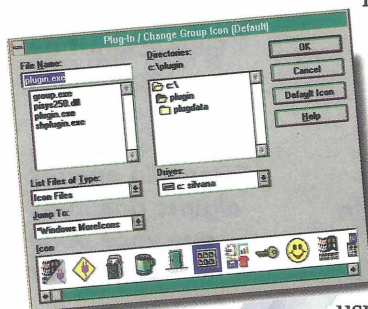 Plug-In / Change Group Icon (Default)
File Name:
plugin.exe
group.exe
pisys250.dll
plugin.exe
shplugin.exe
Directories:
c:\plugin
c:\
plugin
plugdata
OK
Cancel
Default Icon
Help
List Files of Type:
Icon Files
Drives:
c: silvana
Jump To:
*Windows MoreIcons
Icon